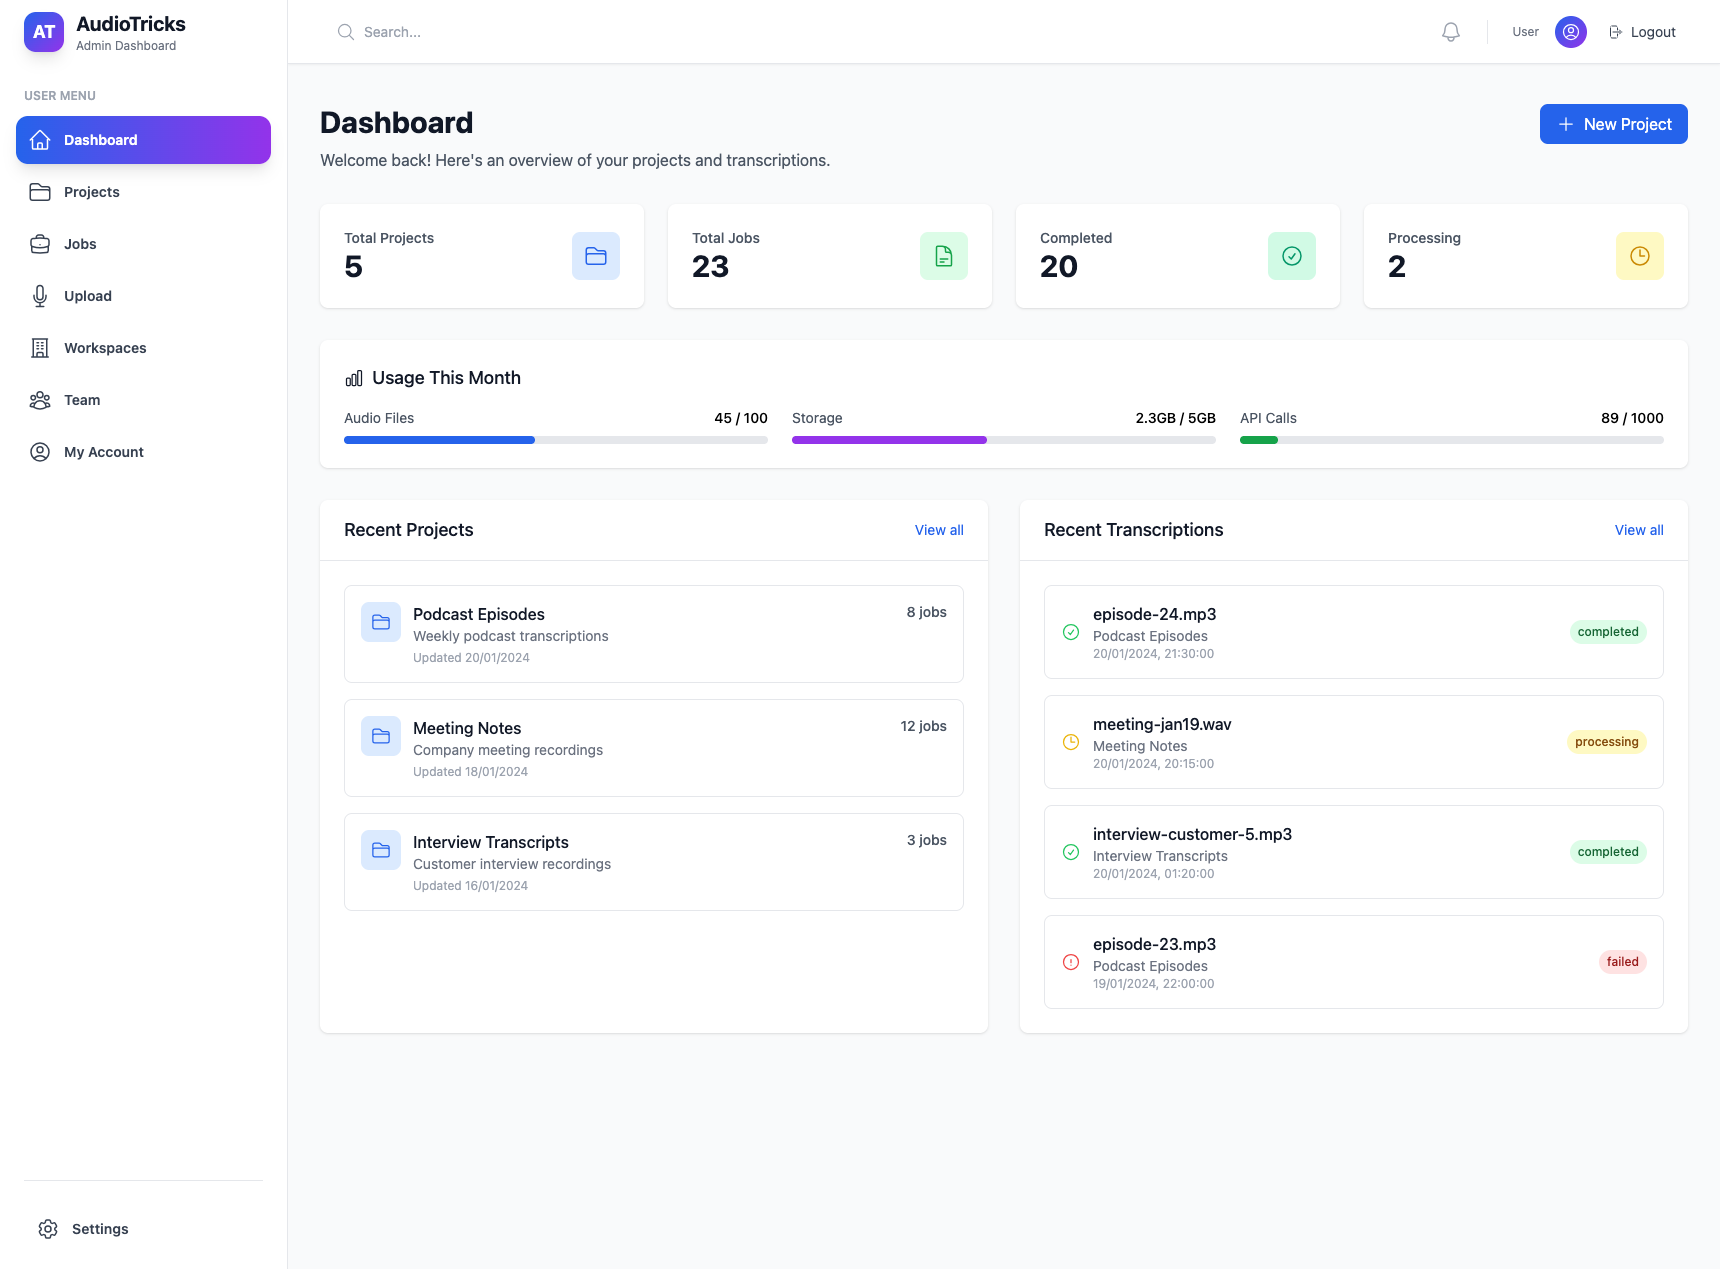 AT
AudioTricks
Admin Dashboard
USER MENU
Dashboard
Projects
Jobs
Upload
Workspaces
Team
My Account
Settings
Search...
User
Logout
Dashboard
Welcome back! Here's an overview of your projects and transcriptions.
New Project
Total Projects
5
Total Jobs
23
Completed
20
Processing
2
Usage This Month
Audio Files 45 / 100
Storage 2.3GB / 5GB
API Calls 89 / 1000
Recent Projects View all
Podcast Episodes 8 jobs
Weekly podcast transcriptions
Updated 20/01/2024
Meeting Notes 12 jobs
Company meeting recordings
Updated 18/01/2024
Interview Transcripts 3 jobs
Customer interview recordings
Updated 16/01/2024
Recent Transcriptions View all
episode-24.mp3
Podcast Episodes
20/01/2024, 21:30:00
completed
meeting-jan19.wav
Meeting Notes
20/01/2024, 20:15:00
processing
interview-customer-5.mp3
Interview Transcripts
20/01/2024, 01:20:00
completed
episode-23.mp3
Podcast Episodes
19/01/2024, 22:00:00
failed